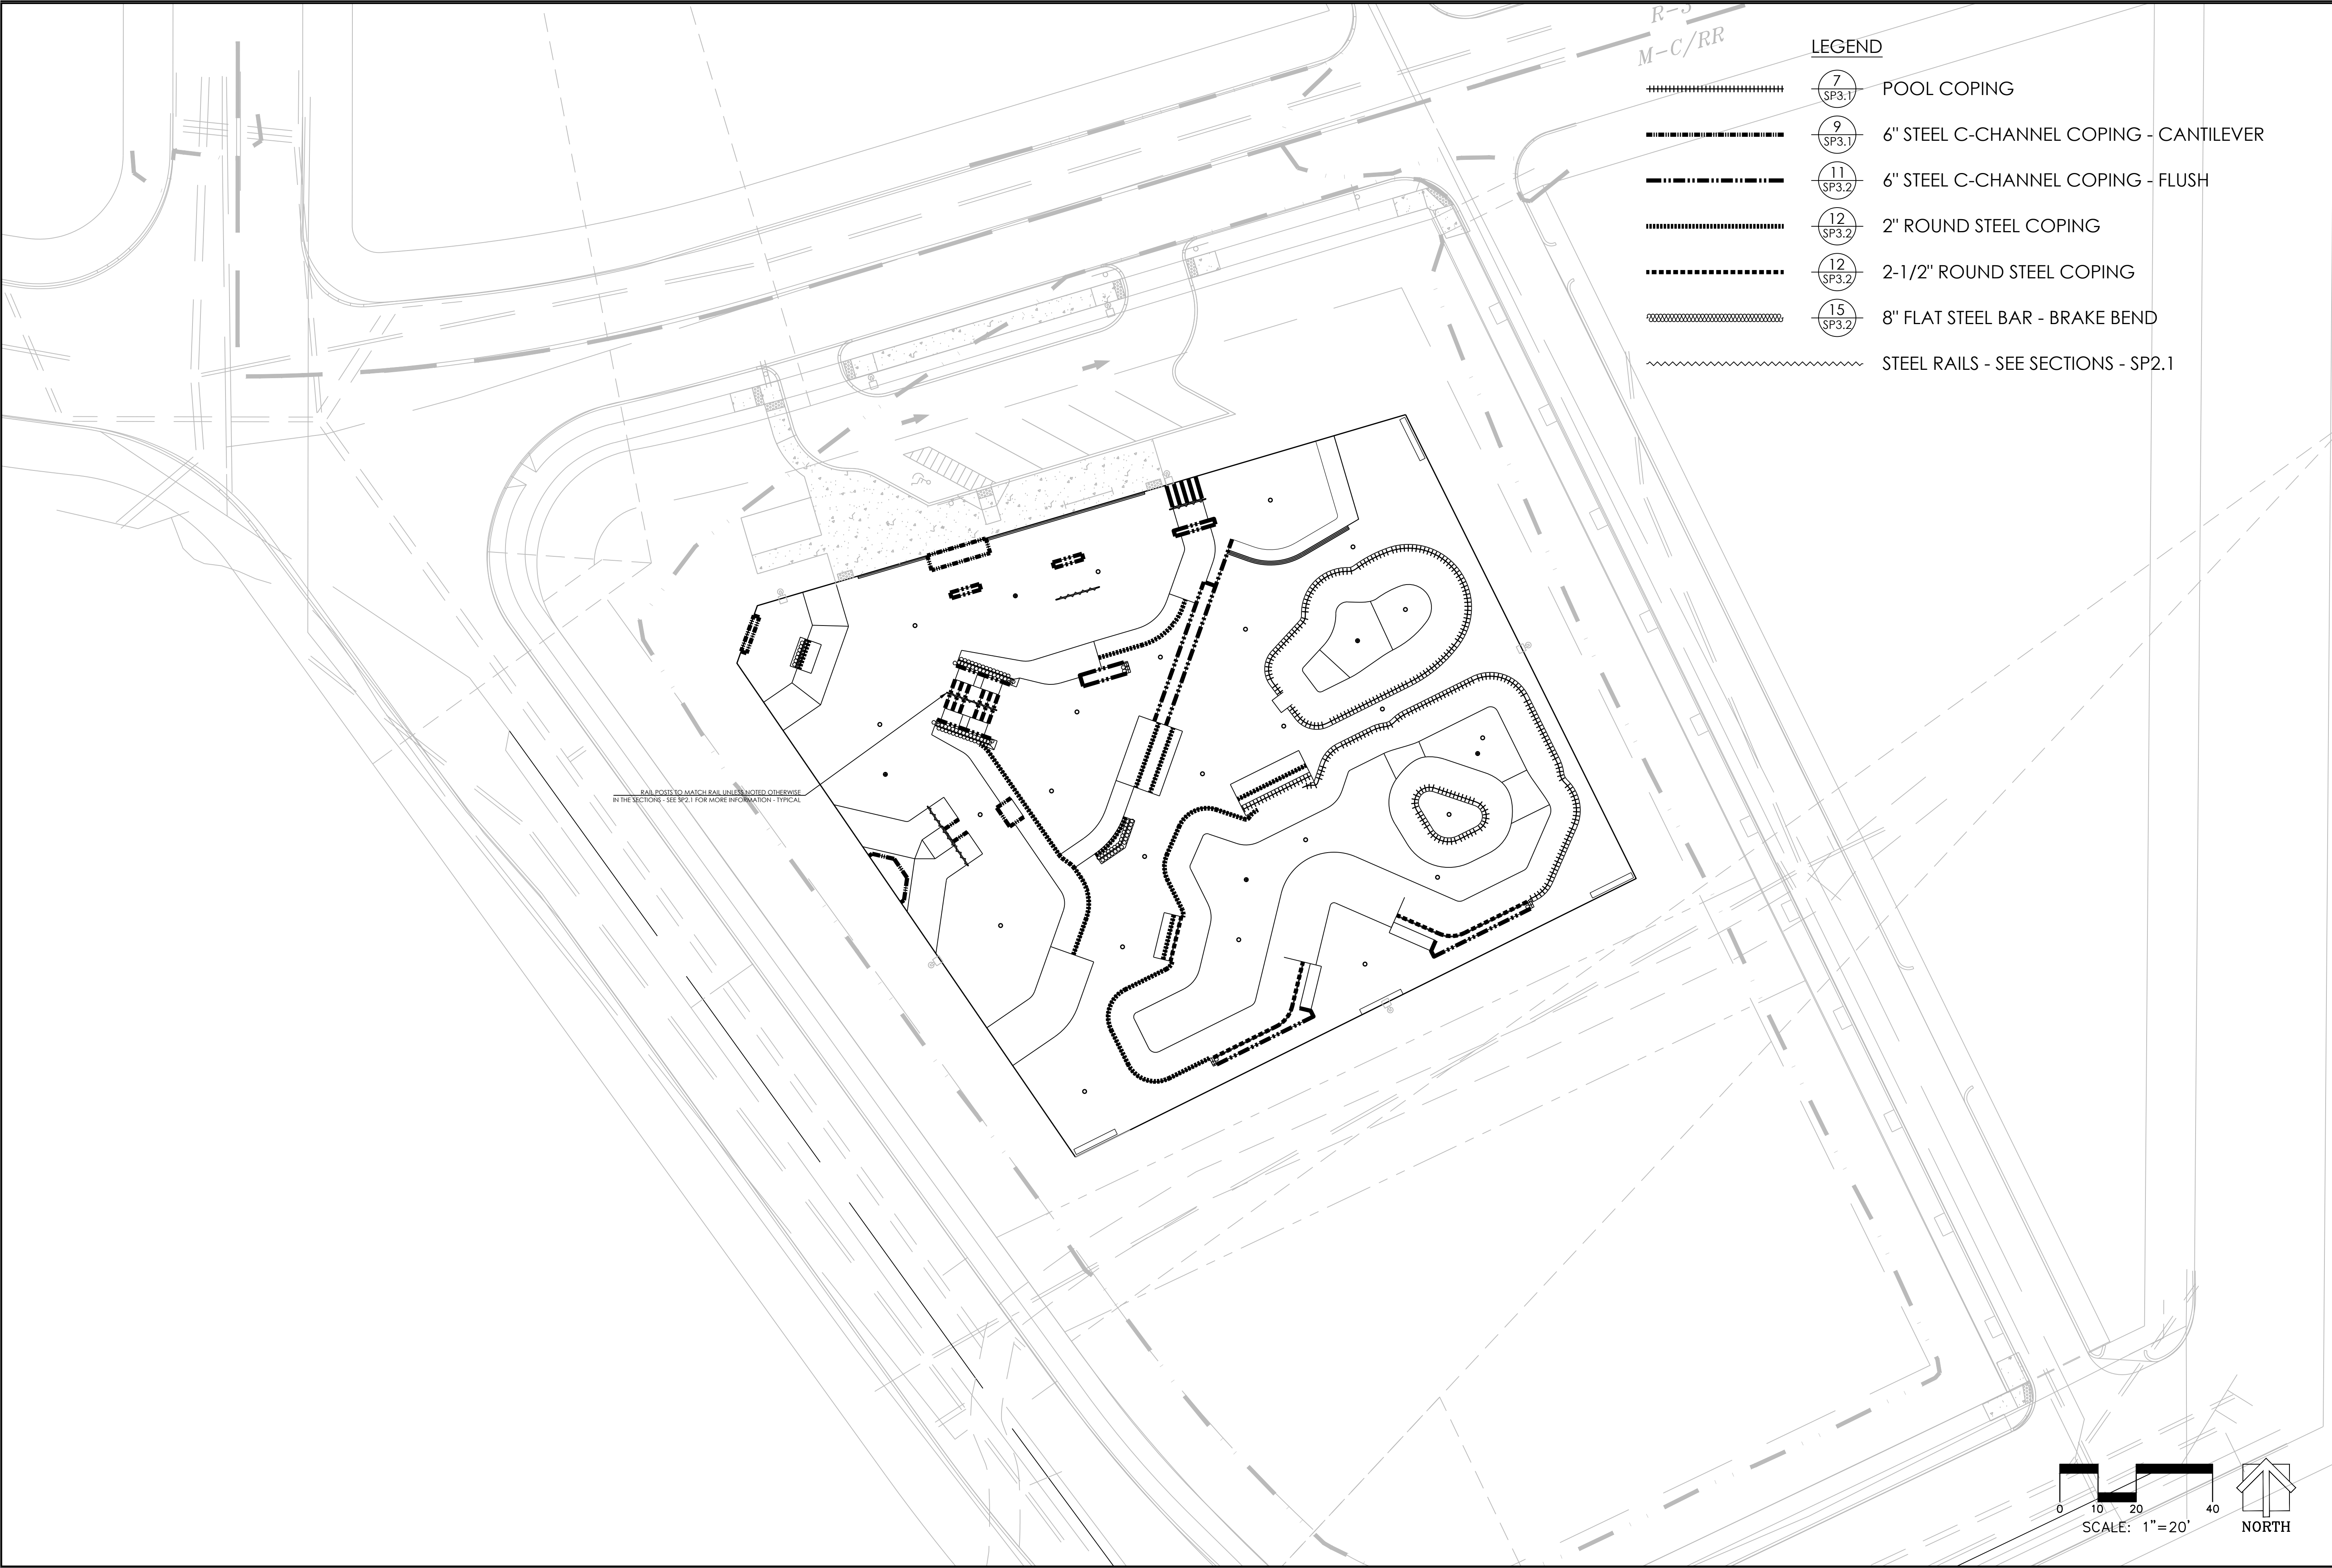 R-3
M-C/RR
LEGEND
7
SP3.1
POOL COPING
9
SP3.1
6" STEEL C-CHANNEL COPING - CANTILEVER
11
SP3.2
6" STEEL C-CHANNEL COPING - FLUSH
12
SP3.2
2" ROUND STEEL COPING
12
SP3.2
2-1/2" ROUND STEEL COPING
15
SP3.2
8" FLAT STEEL BAR - BRAKE BEND
STEEL RAILS - SEE SECTIONS - SP2.1
RAIL POSTS TO MATCH RAIL UNLESS NOTED OTHERWISE
IN THE SECTIONS - SEE SP2.1 FOR MORE INFORMATION - TYPICAL
0 10 20 40
SCALE: 1"=20'
NORTH